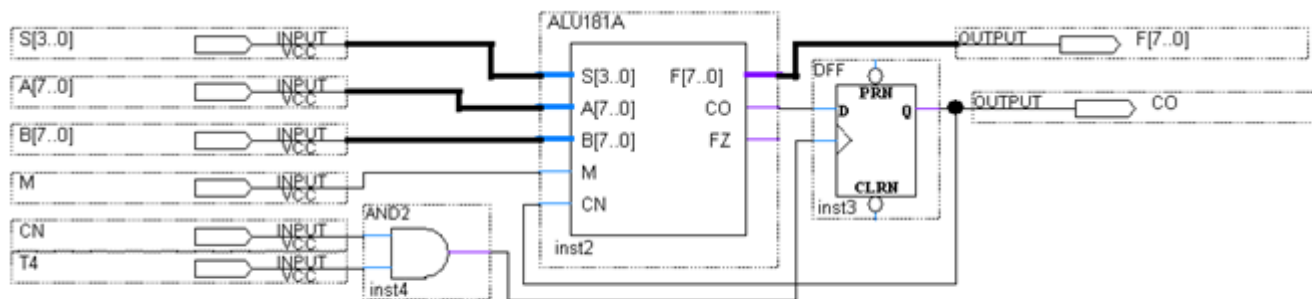 ALU181A
S[3..0] INPUT VCC
A[7..0] INPUT VCC
B[7..0] INPUT VCC
M INPUT VCC
CN INPUT VCC
T4 INPUT VCC
AND2
inst4
S[3..0] F[7..0]
A[7..0] CO
B[7..0] FZ
M
CN
inst2
DFF
PRN
D Q
CLRN
inst3
OUTPUT F[7..0]
OUTPUT CO